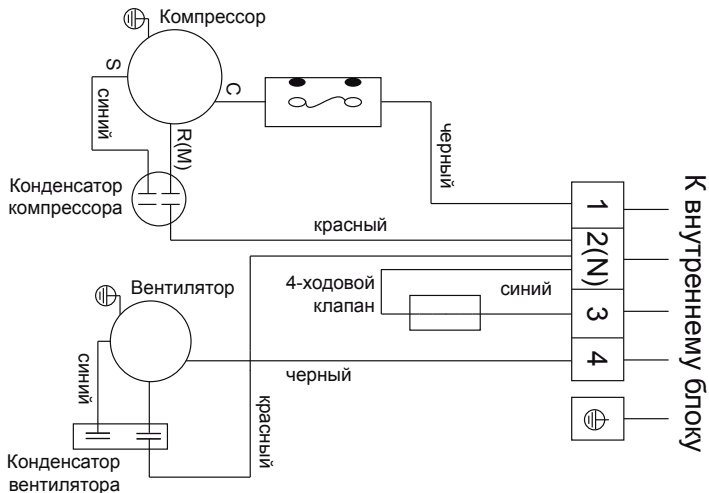 Компрессор
S
C
синий
R(M)
черный
Конденсатор
компрессора
красный
1
2(N)
3
4
К внутреннему блоку
4-ходовой
клапан
синий
Вентилятор
синий
черный
красный
Конденсатор
вентилятора